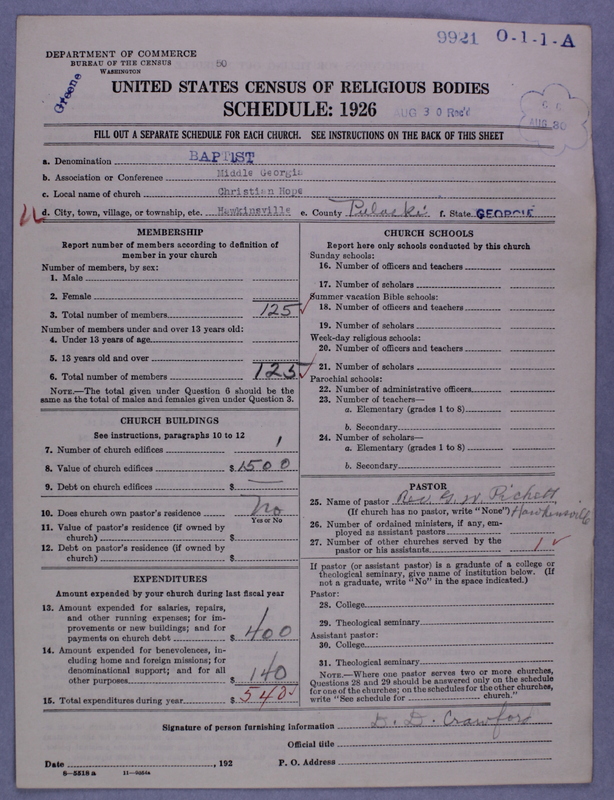 9921 O-1-1-A
DEPARTMENT OF COMMERCE
BUREAU OF THE CENSUS
WASHINGTON
50
Greene
UNITED STATES CENSUS OF RELIGIOUS BODIES
SCHEDULE: 1926
AUG 30 Rec'd
AUG 30
FILL OUT A SEPARATE SCHEDULE FOR EACH CHURCH. SEE INSTRUCTIONS ON THE BACK OF THIS SHEET
a. Denomination BAPTIST
b. Association or Conference Middle Georgia
c. Local name of church Christian Hope
d. City, town, village, or township, etc. Hawkinsville e. County Pulaski f. State GEORGIA
MEMBERSHIP
Report number of members according to definition of
member in your church
Number of members, by sex:
1. Male
2. Female
3. Total number of members 125
Number of members under and over 13 years old:
4. Under 13 years of age
5. 13 years old and over
6. Total number of members 125
NOTE.—The total given under Question 6 should be the
same as the total of males and females given under Question 3.
CHURCH BUILDINGS
See instructions, paragraphs 10 to 12
7. Number of church edifices 1
8. Value of church edifices $1500
9. Debt on church edifices $ —
10. Does church own pastor's residence No
Yes or No
11. Value of pastor's residence (if owned by
church) $
12. Debt on pastor's residence (if owned by
church) $
EXPENDITURES
Amount expended by your church during last fiscal year
13. Amount expended for salaries, repairs,
and other running expenses; for im-
provements or new buildings; and for
payments on church debt $ 400
14. Amount expended for benevolences, in-
cluding home and foreign missions; for
denominational support; and for all
other purposes $ 140
15. Total expenditures during year $ 540
CHURCH SCHOOLS
Report here only schools conducted by this church
Sunday schools:
16. Number of officers and teachers
17. Number of scholars
Summer vacation Bible schools:
18. Number of officers and teachers
19. Number of scholars
Week-day religious schools:
20. Number of officers and teachers
21. Number of scholars
Parochial schools:
22. Number of administrative officers
23. Number of teachers—
a. Elementary (grades 1 to 8)
b. Secondary
24. Number of scholars—
a. Elementary (grades 1 to 8)
b. Secondary
PASTOR
25. Name of pastor Rev. G. W. Pickett
(If church has no pastor, write "None") Hawkinsville
26. Number of ordained ministers, if any, em-
ployed as assistant pastors
27. Number of other churches served by the
pastor or his assistants 1
If pastor (or assistant pastor) is a graduate of a college or
theological seminary, give name of institution below. (If
not a graduate, write "No" in the space indicated.)
Pastor:
28. College
29. Theological seminary
Assistant pastor:
30. College
31. Theological seminary
NOTE.—Where one pastor serves two or more churches,
Questions 28 and 29 should be answered only on the schedule
for one of the churches; on the schedules for the other churches,
write "See schedule for church."
Signature of person furnishing information D. D. Crawford
Official title
Date , 192 P. O. Address
6—5518a 11—9224a